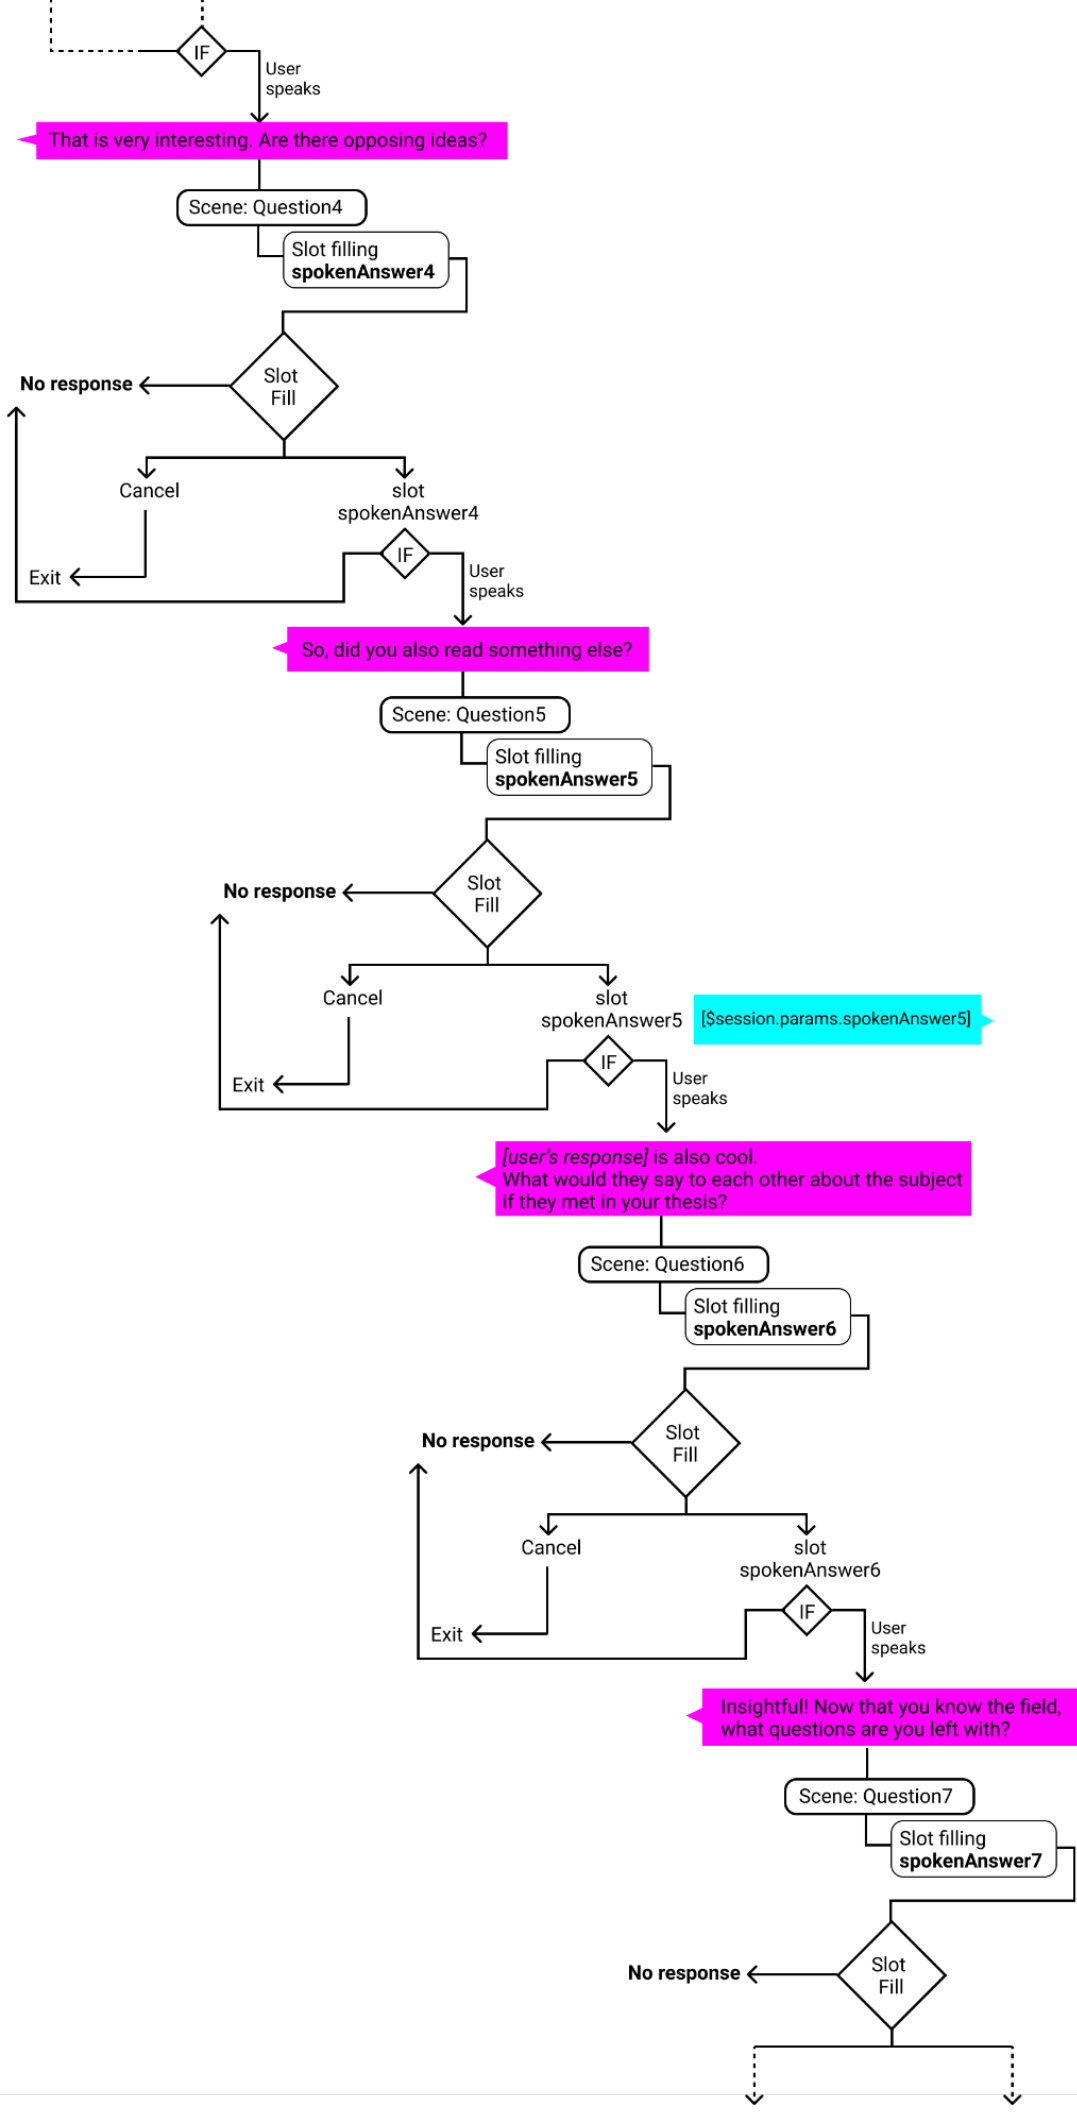 IF
User
speaks
That is very interesting. Are there opposing ideas?
Scene: Question4
Slot filling
spokenAnswer4
Slot
Fill
No response
Cancel
slot
spokenAnswer4
IF
Exit
User
speaks
So, did you also read something else?
Scene: Question5
Slot filling
spokenAnswer5
Slot
Fill
No response
Cancel
slot
spokenAnswer5
[$session.params.spokenAnswer5]
IF
Exit
User
speaks
[user's response] is also cool.
What would they say to each other about the subject
if they met in your thesis?
Scene: Question6
Slot filling
spokenAnswer6
Slot
Fill
No response
Cancel
slot
spokenAnswer6
IF
Exit
User
speaks
Insightful! Now that you know the field,
what questions are you left with?
Scene: Question7
Slot filling
spokenAnswer7
Slot
Fill
No response